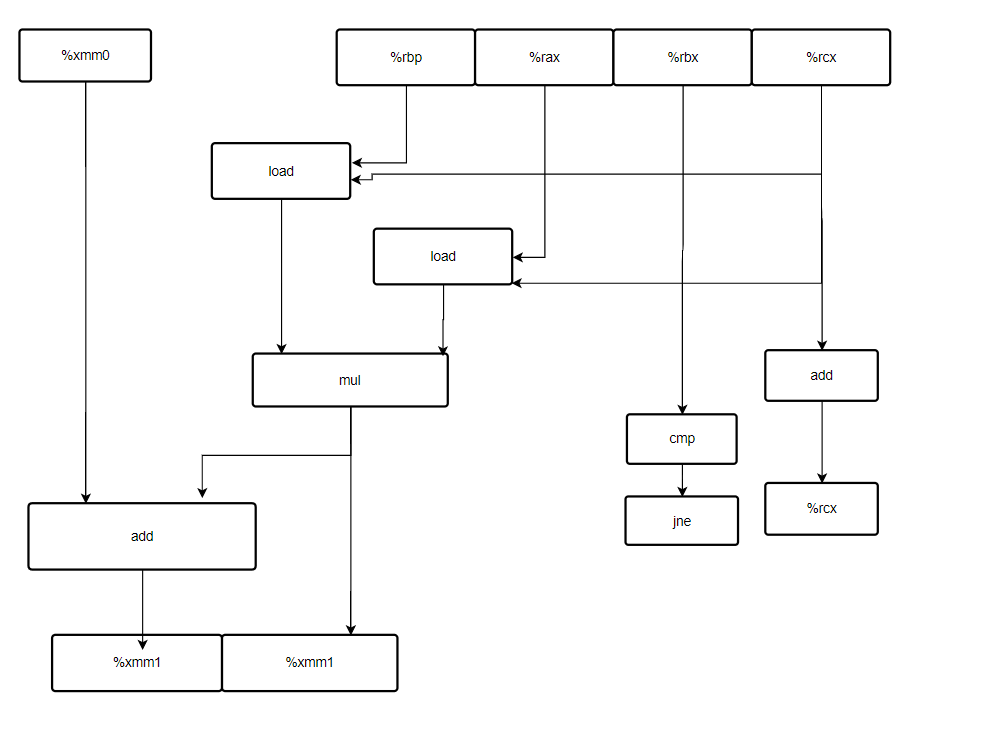 %xmm0
%rbp
%rax
%rbx
%rcx
load
load
mul
add
cmp
%rcx
jne
add
%xmm1
%xmm1